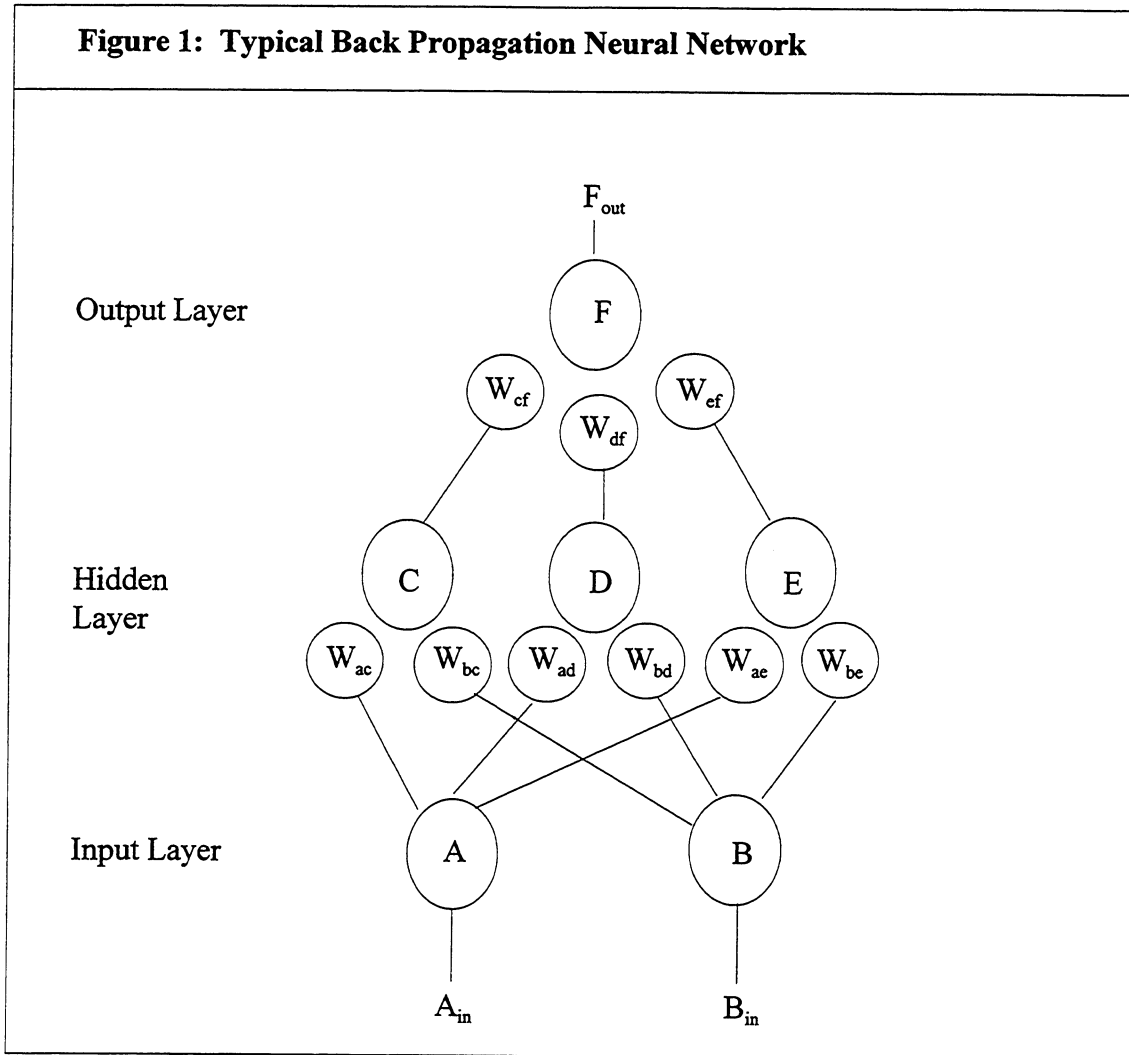 Figure 1: Typical Back Propagation Neural Network
F_out
Output Layer
F
W_cf
W_ef
W_df
Hidden
Layer
C
D
E
W_ac
W_bc
W_ad
W_bd
W_ae
W_be
Input Layer
A
B
A_in
B_in